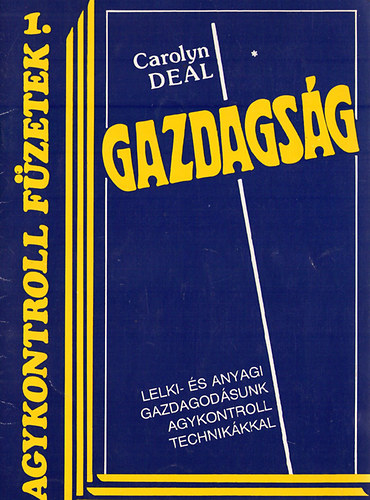 AGYKONTROLL FÜZETEK 1.
Carolyn
DEAL
*
GAZDAGSÁG
LELKI- ÉS ANYAGI
GAZDAGODÁSUNK
AGYKONTROLL
TECHNIKÁKKAL